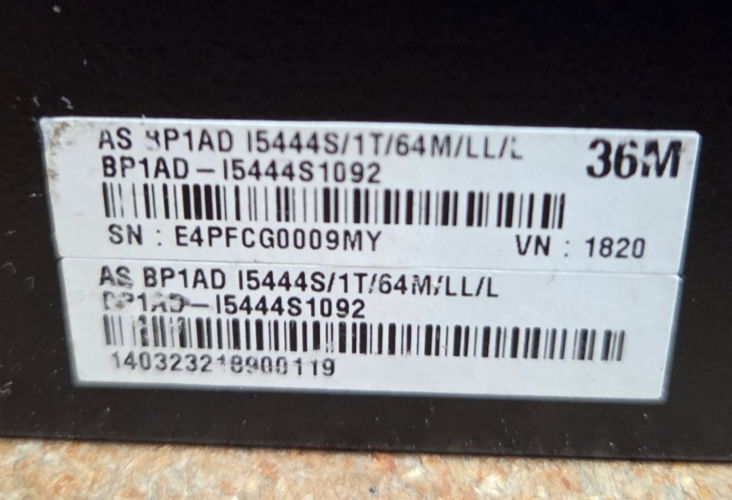 AS BP1AD I5444S/1T/64M/LL/L
36M
BP1AD-I5444S1092
SN : E4PFCG0009MY
VN : 1820
AS BP1AD I5444S/1T/64M/LL/L
BP1AD-I5444S1092
140323218900119